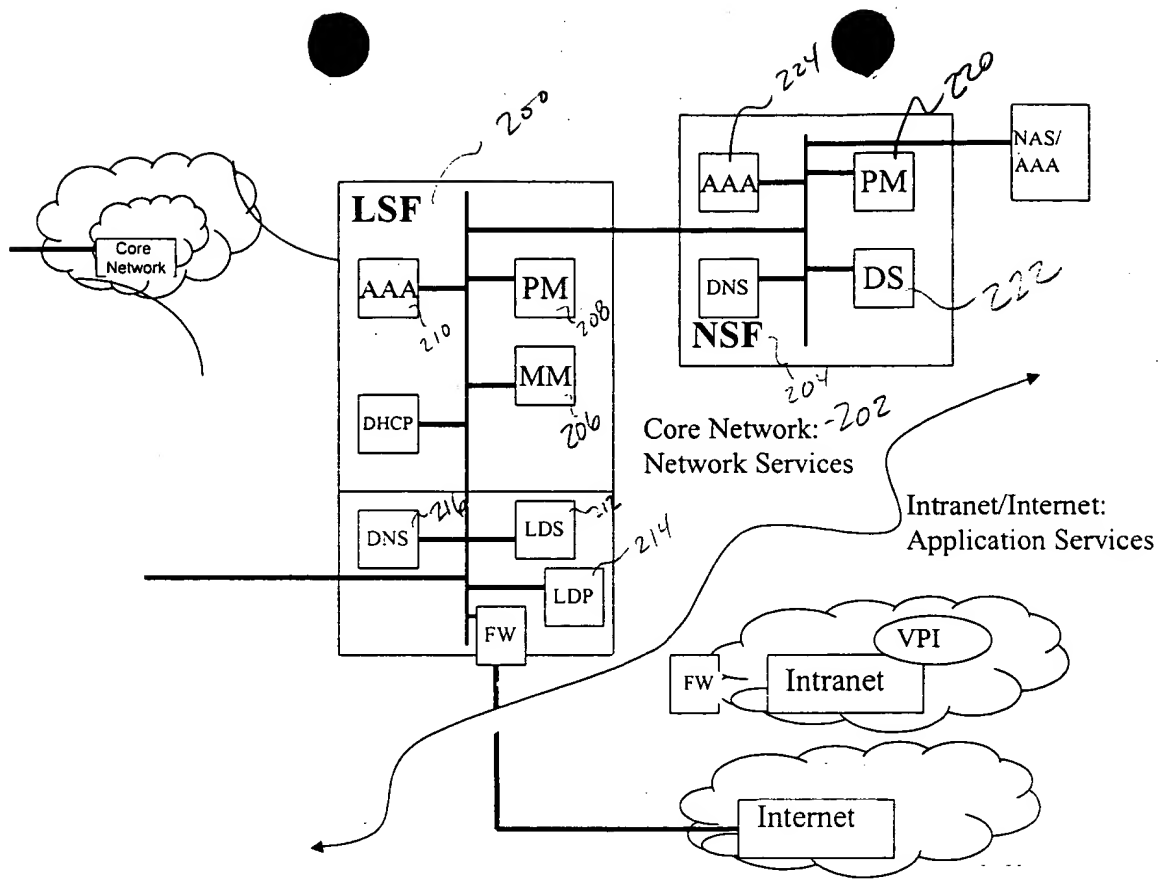 224
220
200
NAS/
AAA
AAA
PM
LSF
Core
Network
AAA
PM
DNS
DS
210
208
222
NSF
204
MM
206
DHCP
Core Network: -202
Network Services
DNS
216
LDS
212
Intranet/Internet:
Application Services
214
LDP
FW
VPI
FW
Intranet
Internet